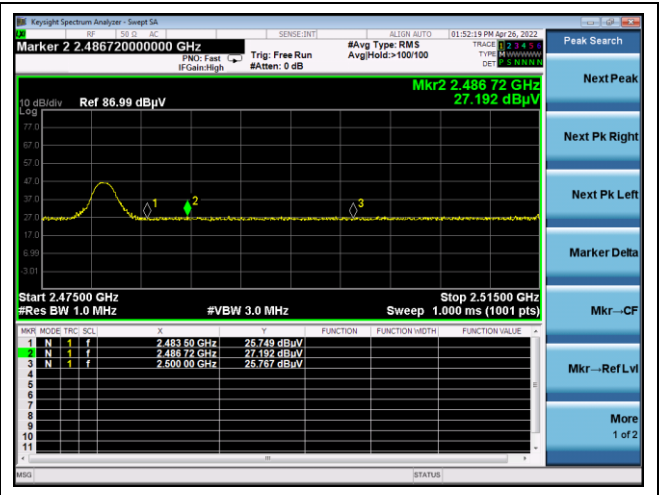 Keysight Spectrum Analyzer - Swept SA
RF 50 Ω AC SENSE:INT ALIGN AUTO 01:52:19 PM Apr 26, 2022
Marker 2 2.486720000000 GHz
PNO: Fast
IFGain:High
Trig: Free Run
#Atten: 0 dB
#Avg Type: RMS
Avg|Hold:>100/100
TRACE 1 2 3 4 5 6
TYPE M WWWWW
DET P S N N N N
Peak Search
Next Peak
Next Pk Right
Next Pk Left
Marker Delta
Mkr→CF
Mkr→Ref Lvl
More
1 of 2
Mkr2 2.486 72 GHz
27.192 dBµV
10 dB/div Ref 86.99 dBµV
Log
77.0
67.0
57.0
47.0
37.0
27.0
17.0
6.99
-3.01
1
2
3
Start 2.47500 GHz Stop 2.51500 GHz
#Res BW 1.0 MHz #VBW 3.0 MHz Sweep 1.000 ms (1001 pts)
MKR MODE TRC SCL X Y FUNCTION FUNCTION WIDTH FUNCTION VALUE
1 N 1 f 2.483 50 GHz 25.749 dBuV
2 N 1 f 2.486 72 GHz 27.192 dBuV
3 N 1 f 2.500 00 GHz 25.767 dBuV
4
5
6
7
8
9
10
11
MSG STATUS